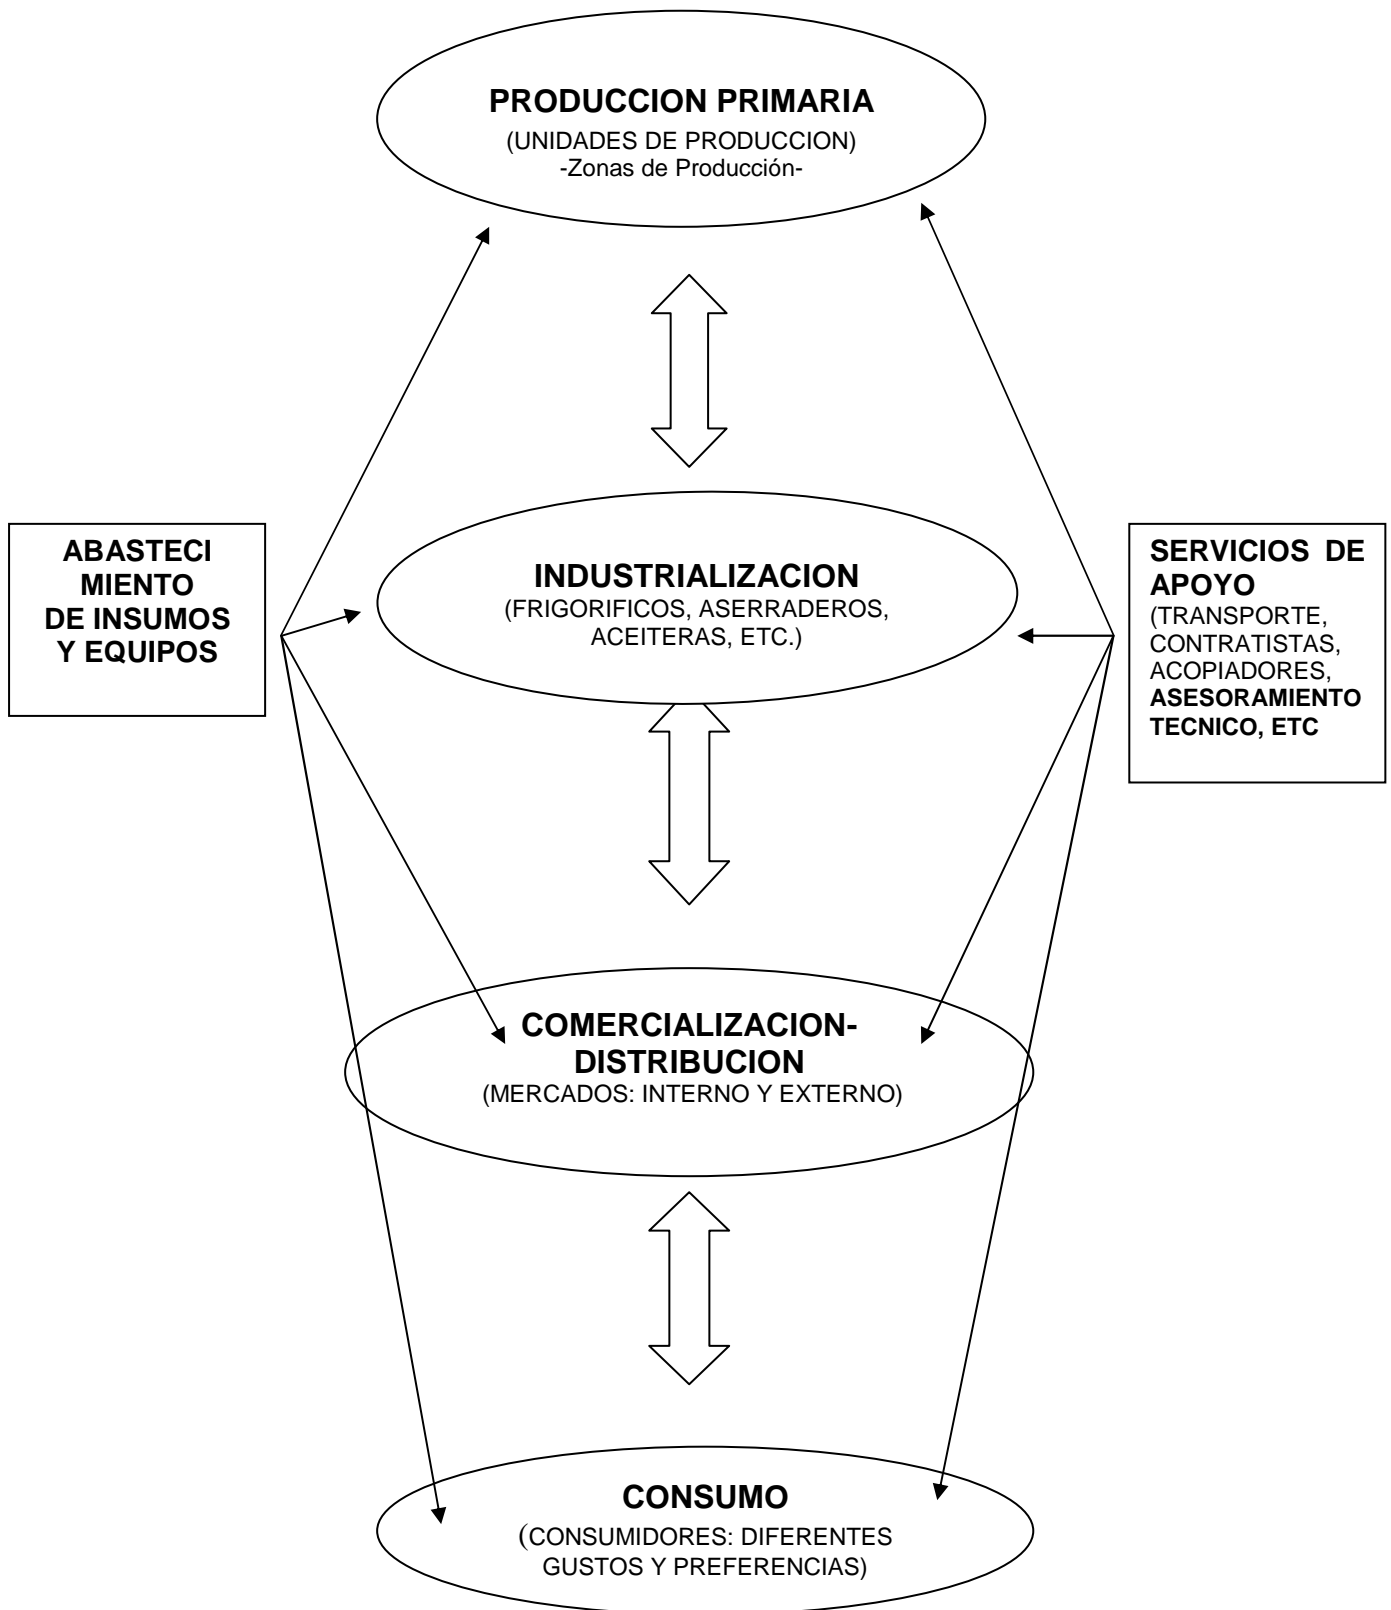 PRODUCCION PRIMARIA
(UNIDADES DE PRODUCCION)
-Zonas de Producción-
ABASTECI
MIENTO
DE INSUMOS
Y EQUIPOS
INDUSTRIALIZACION
(FRIGORIFICOS, ASERRADEROS,
ACEITERAS, ETC.)
SERVICIOS DE
APOYO
(TRANSPORTE,
CONTRATISTAS,
ACOPIADORES,
ASESORAMIENTO
TECNICO, ETC
COMERCIALIZACION-
DISTRIBUCION
(MERCADOS: INTERNO Y EXTERNO)
CONSUMO
(CONSUMIDORES: DIFERENTES
GUSTOS Y PREFERENCIAS)